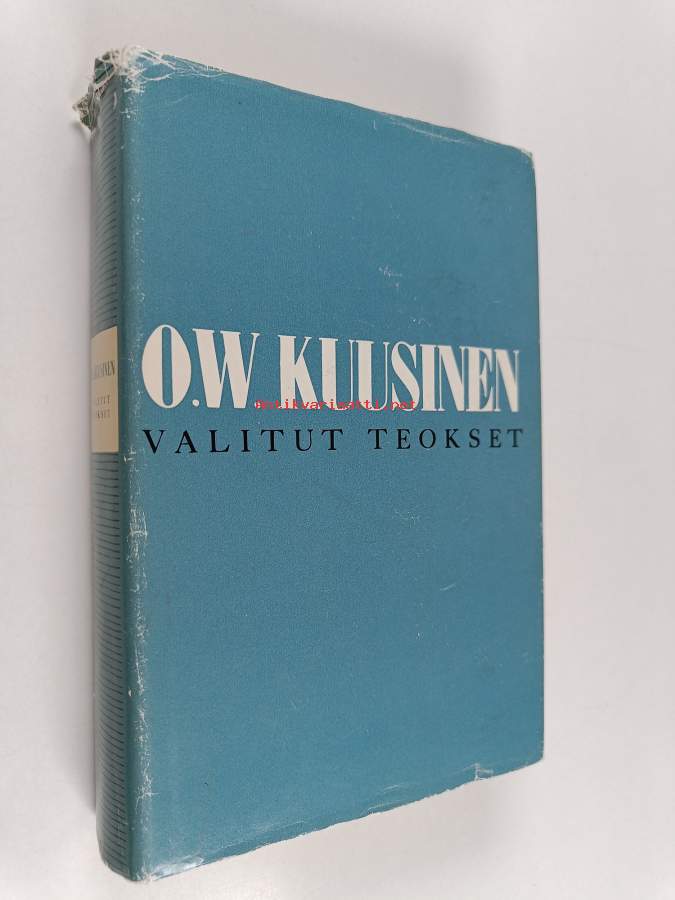 O.W. KUUSINEN
VALITUT TEOKSET
Antikvariaatti.net